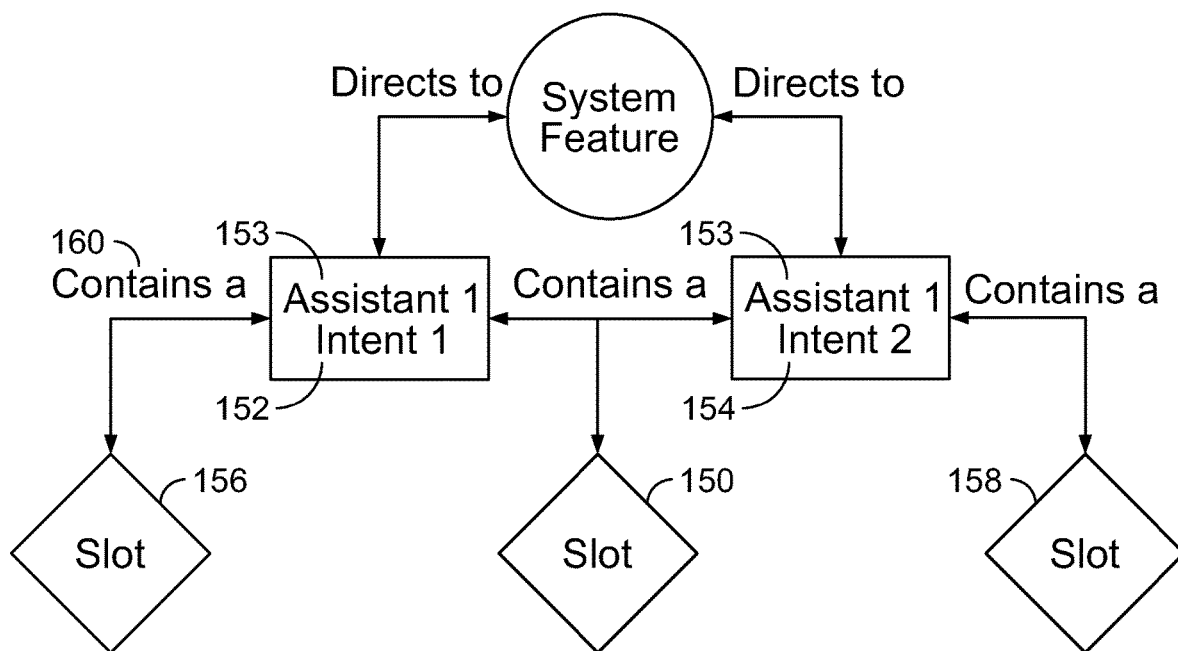 Directs to
System
Feature
Directs to
160
Contains a
153
Assistant 1
Intent 1
152
Contains a
153
Assistant 1
Intent 2
154
Contains a
156
Slot
150
Slot
158
Slot